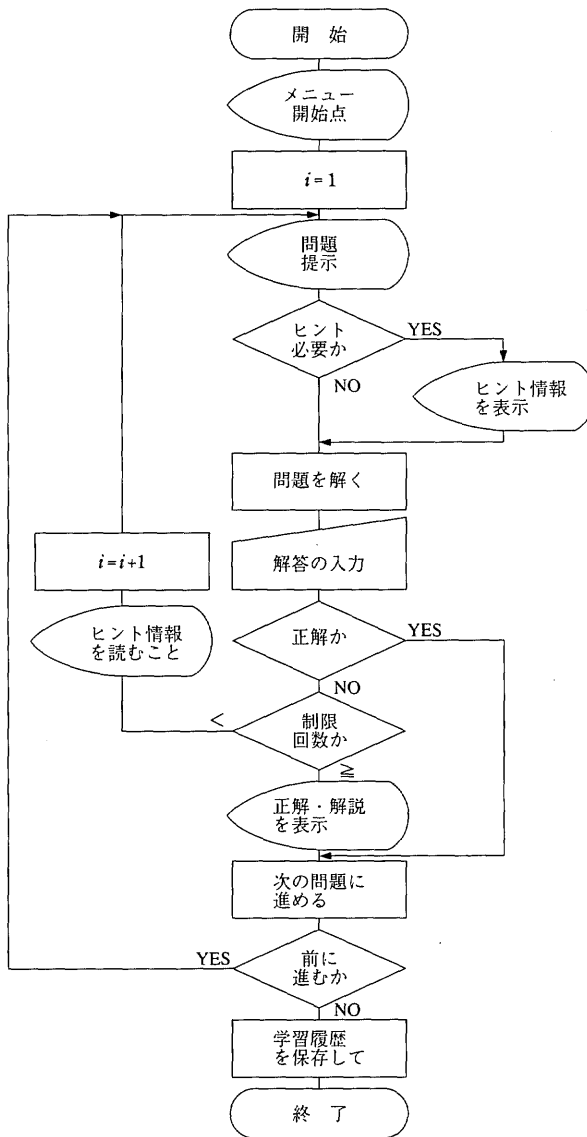 開 始
メニュー
開始点
i=1
問題
提示
ヒント
必要か
YES
NO
ヒント情報
を表示
問題を解く
i=i+1
解答の入力
ヒント情報
を読むこと
正解か
YES
NO
<
制限
回数か
≧
正解・解説
を表示
次の問題に
進める
YES
前に
進むか
NO
学習履歴
を保存して
終 了